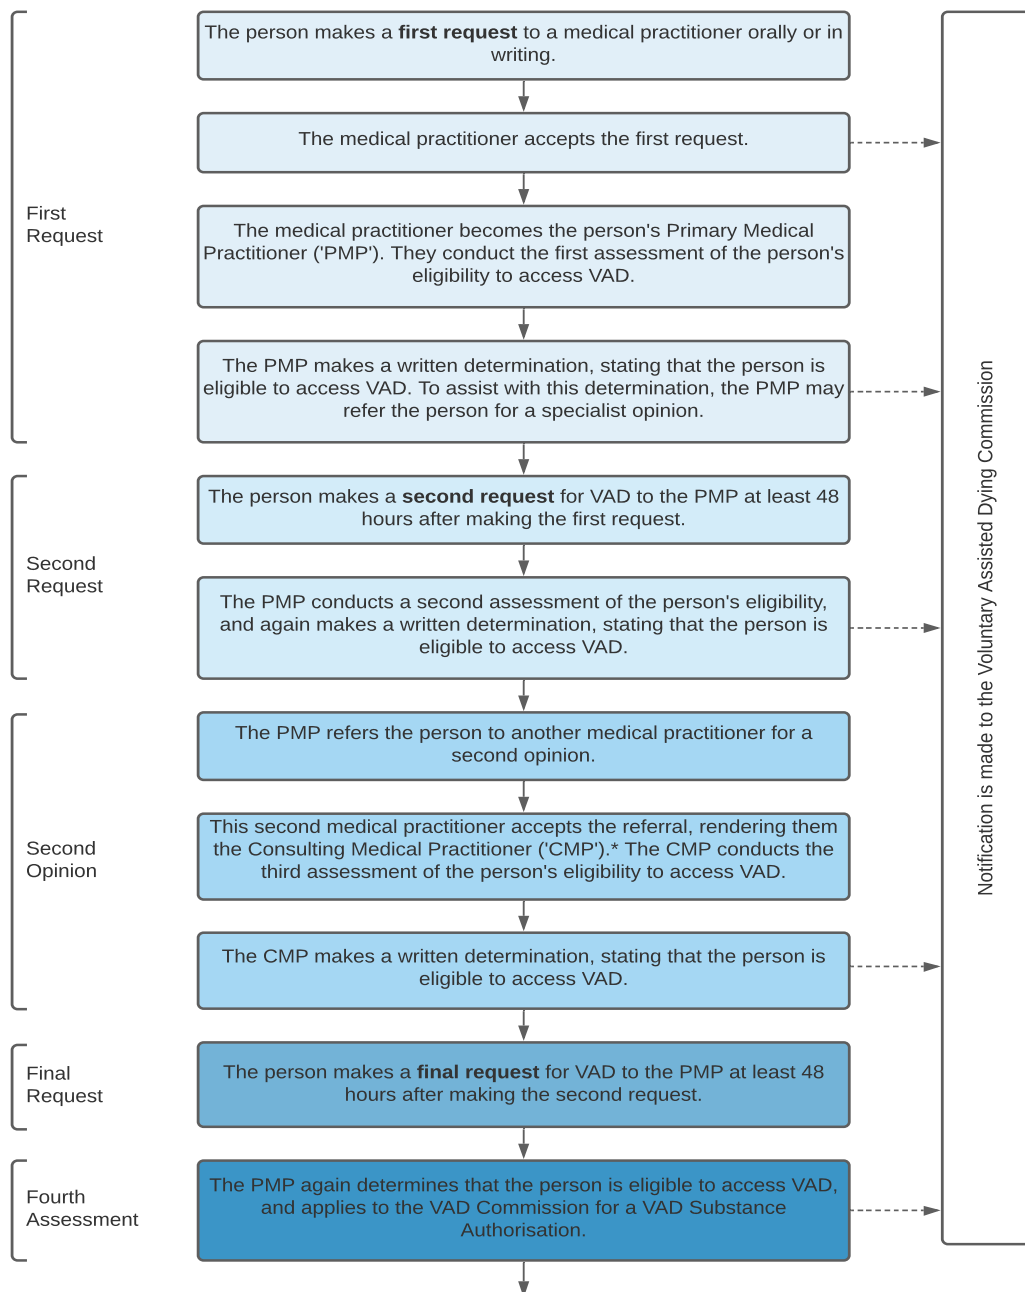 The person makes a first request to a medical practitioner orally or in
writing.
The medical practitioner accepts the first request.
First
Request
The medical practitioner becomes the person's Primary Medical
Practitioner ('PMP'). They conduct the first assessment of the person's
eligibility to access VAD.
The PMP makes a written determination, stating that the person is
eligible to access VAD. To assist with this determination, the PMP may
refer the person for a specialist opinion.
Second
Request
The person makes a second request for VAD to the PMP at least 48
hours after making the first request.
The PMP conducts a second assessment of the person's eligibility,
and again makes a written determination, stating that the person is
eligible to access VAD.
Second
Opinion
The PMP refers the person to another medical practitioner for a
second opinion.
This second medical practitioner accepts the referral, rendering them
the Consulting Medical Practitioner ('CMP').* The CMP conducts the
third assessment of the person's eligibility to access VAD.
The CMP makes a written determination, stating that the person is
eligible to access VAD.
Final
Request
The person makes a final request for VAD to the PMP at least 48
hours after making the second request.
Fourth
Assessment
The PMP again determines that the person is eligible to access VAD,
and applies to the VAD Commission for a VAD Substance
Authorisation.
Notification is made to the Voluntary Assisted Dying Commission